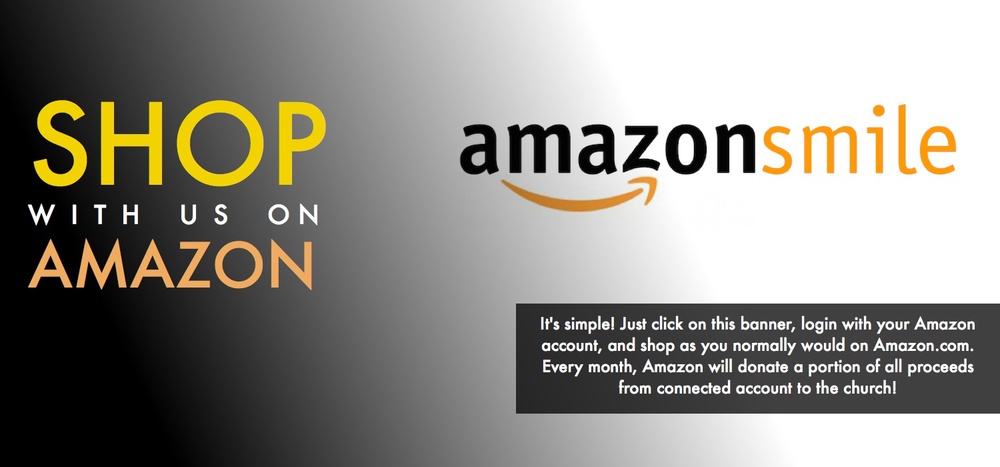 SHOP
WITH US ON
AMAZON
amazonsmile
It's simple! Just click on this banner, login with your Amazon
account, and shop as you normally would on Amazon.com.
Every month, Amazon will donate a portion of all proceeds
from connected account to the church!